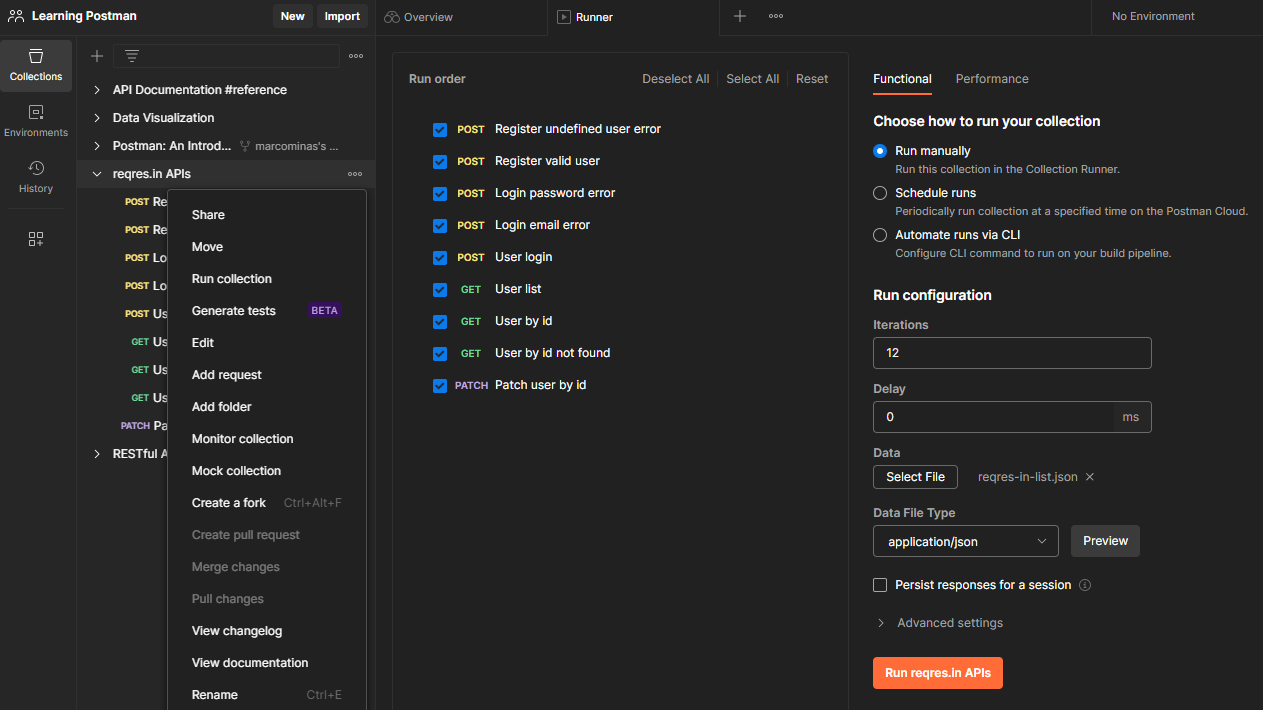 Learning Postman
New
Import
Overview
Runner
No Environment
Collections
Environments
History
API Documentation #reference
Data Visualization
Postman: An Introd...
marcominas's ...
reqres.in APIs
POST Re
POST Re
POST Lo
POST Lo
POST Us
GET Us
GET Us
GET Us
PATCH Pa
RESTful A
Share
Move
Run collection
Generate tests BETA
Edit
Add request
Add folder
Monitor collection
Mock collection
Create a fork Ctrl+Alt+F
Create pull request
Merge changes
Pull changes
View changelog
View documentation
Rename Ctrl+E
Run order
Deselect All
Select All
Reset
POST Register undefined user error
POST Register valid user
POST Login password error
POST Login email error
POST User login
GET User list
GET User by id
GET User by id not found
PATCH Patch user by id
Functional
Performance
Choose how to run your collection
Run manually
Run this collection in the Collection Runner.
Schedule runs
Periodically run collection at a specified time on the Postman Cloud.
Automate runs via CLI
Configure CLI command to run on your build pipeline.
Run configuration
Iterations
12
Delay
0 ms
Data
Select File
reqres-in-list.json
Data File Type
application/json
Preview
Persist responses for a session
Advanced settings
Run reqres.in APIs